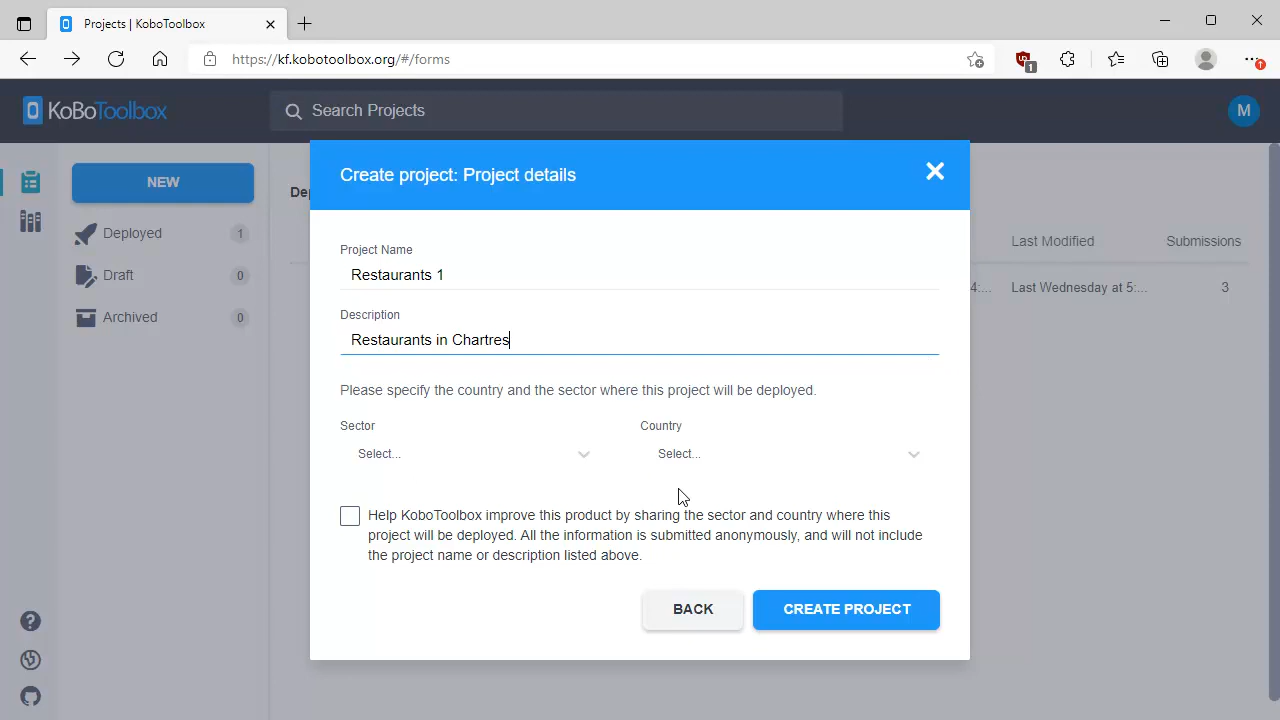 Projects | KoboToolbox
https://kf.kobotoolbox.org/#/forms
1
KoBoToolbox
Search Projects
M
NEW
Deployed 1
Draft 0
Archived 0
De
Last Modified Submissions
4:... Last Wednesday at 5:... 3
Create project: Project details
Project Name
Restaurants 1
Description
Restaurants in Chartres
Please specify the country and the sector where this project will be deployed.
Sector Country
Select... Select...
Help KoboToolbox improve this product by sharing the sector and country where this
project will be deployed. All the information is submitted anonymously, and will not include
the project name or description listed above.
BACK CREATE PROJECT